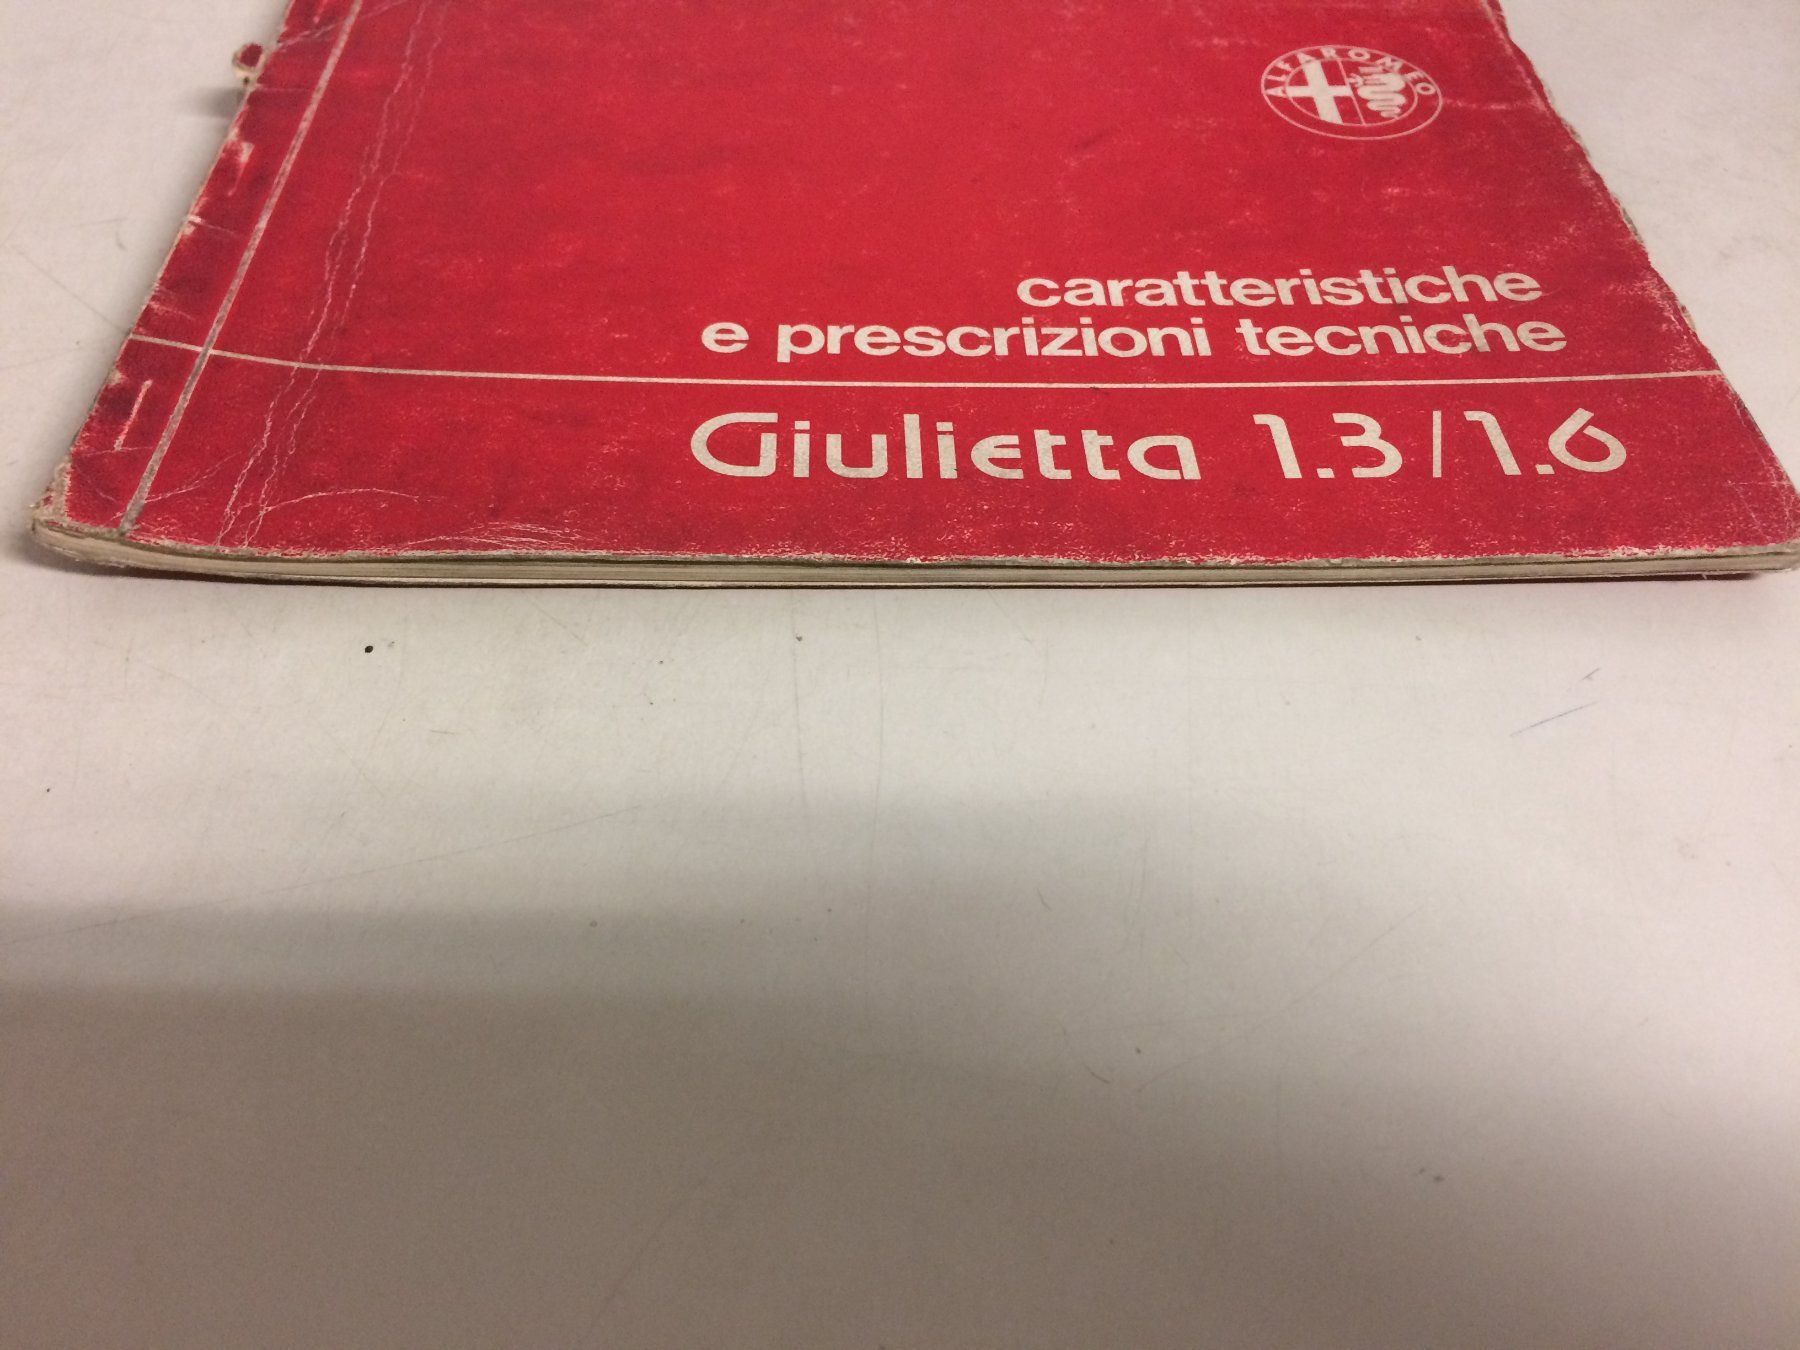 ALFA ROMEO
caratteristiche
e prescrizioni tecniche
Giulietta 1.3/1.6